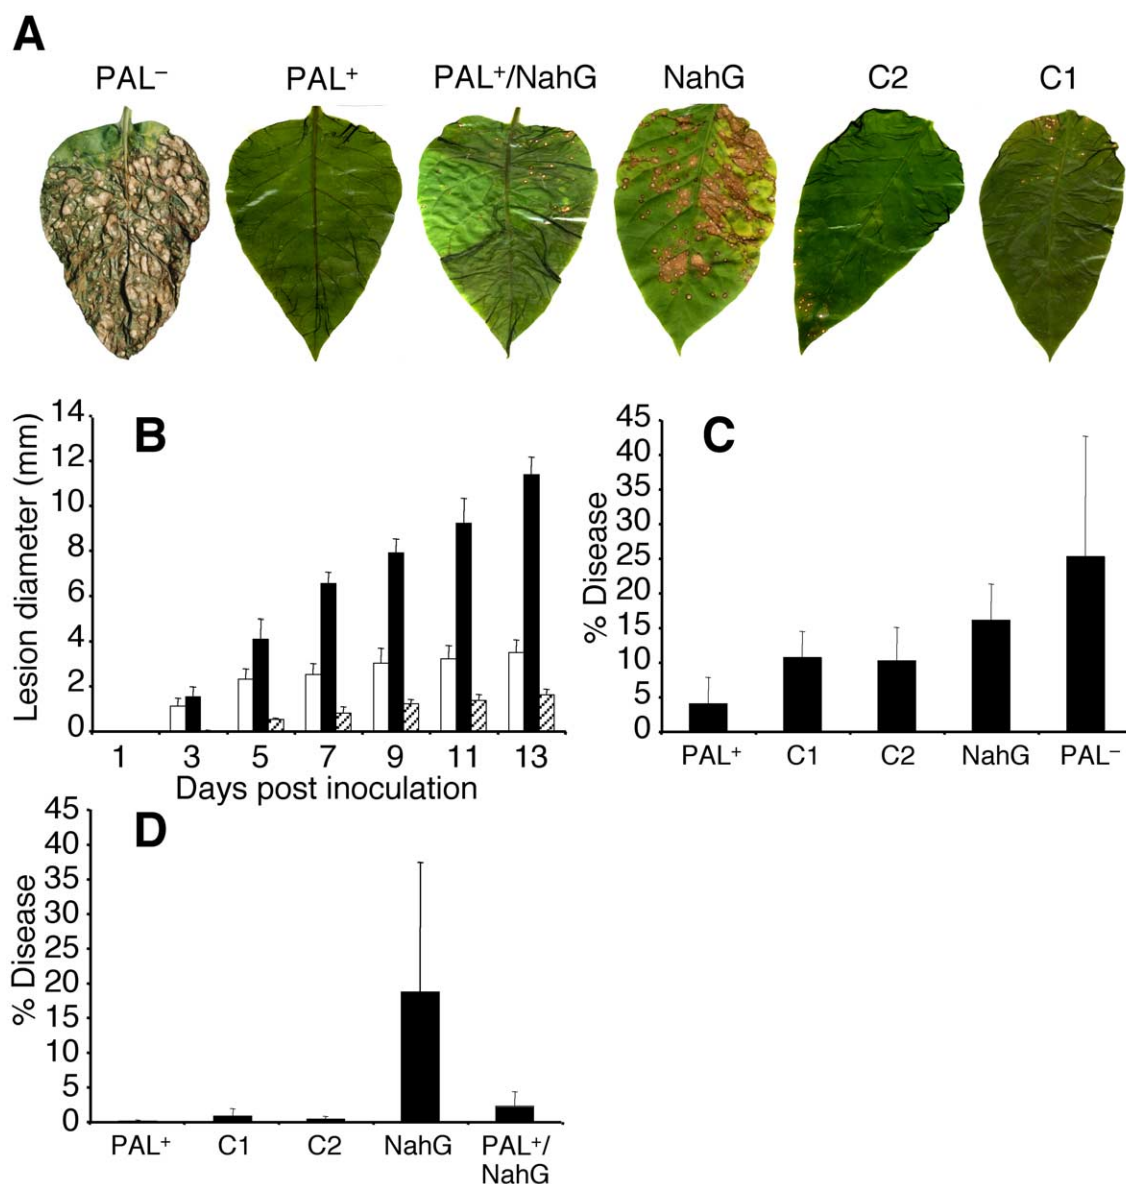 A
PAL⁻ PAL⁺ PAL⁺/NahG NahG C2 C1
B
Lesion diameter (mm)
14
12
10
8
6
4
2
0
1 3 5 7 9 11 13
Days post inoculation
C
% Disease
45
40
35
30
25
20
15
10
5
0
PAL⁺ C1 C2 NahG PAL⁻
D
% Disease
45
40
35
30
25
20
15
10
5
0
PAL⁺ C1 C2 NahG PAL⁺/
NahG